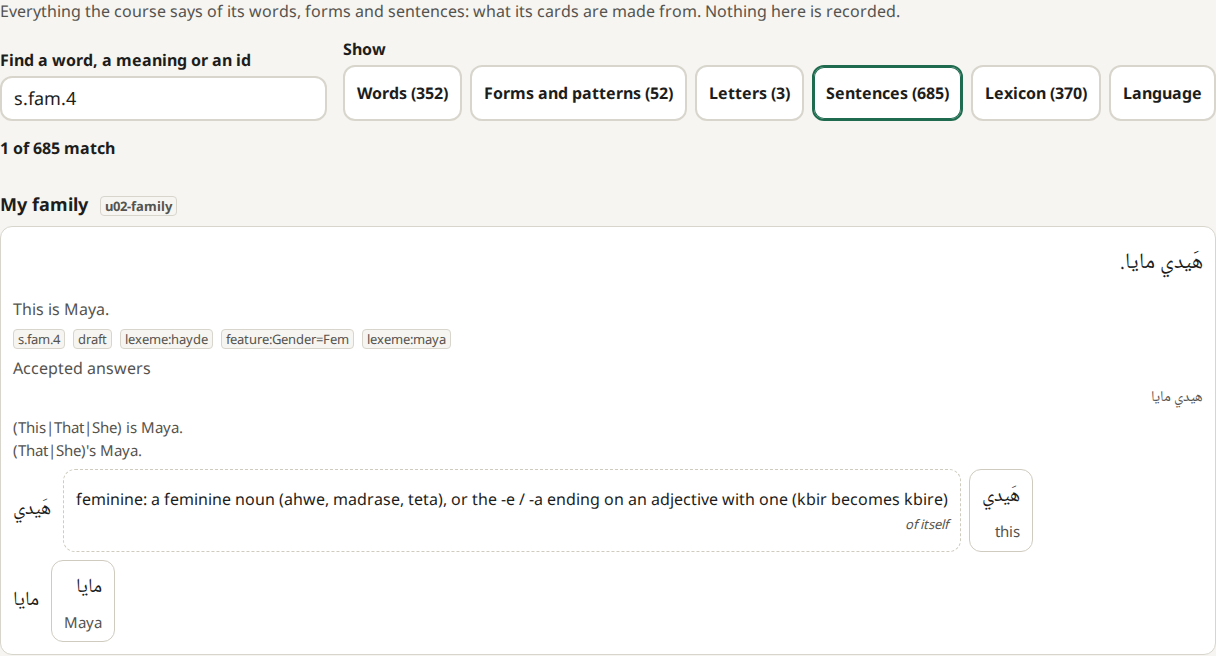 Everything the course says of its words, forms and sentences: what its cards are made from. Nothing here is recorded.
Find a word, a meaning or an id
s.fam.4
Show
Words (352) Forms and patterns (52) Letters (3) Sentences (685) Lexicon (370) Language
1 of 685 match
My family u02-family
هَيدي مايا.
This is Maya.
s.fam.4 draft lexeme:hayde feature:Gender=Fem lexeme:maya
Accepted answers
هيدي مايا
(This|That|She) is Maya.
(That|She)'s Maya.
هَيدي
feminine: a feminine noun (ahwe, madrase, teta), or the -e / -a ending on an adjective with one (kbir becomes kbire)
of itself
هَيدي
this
مايا
مايا
Maya